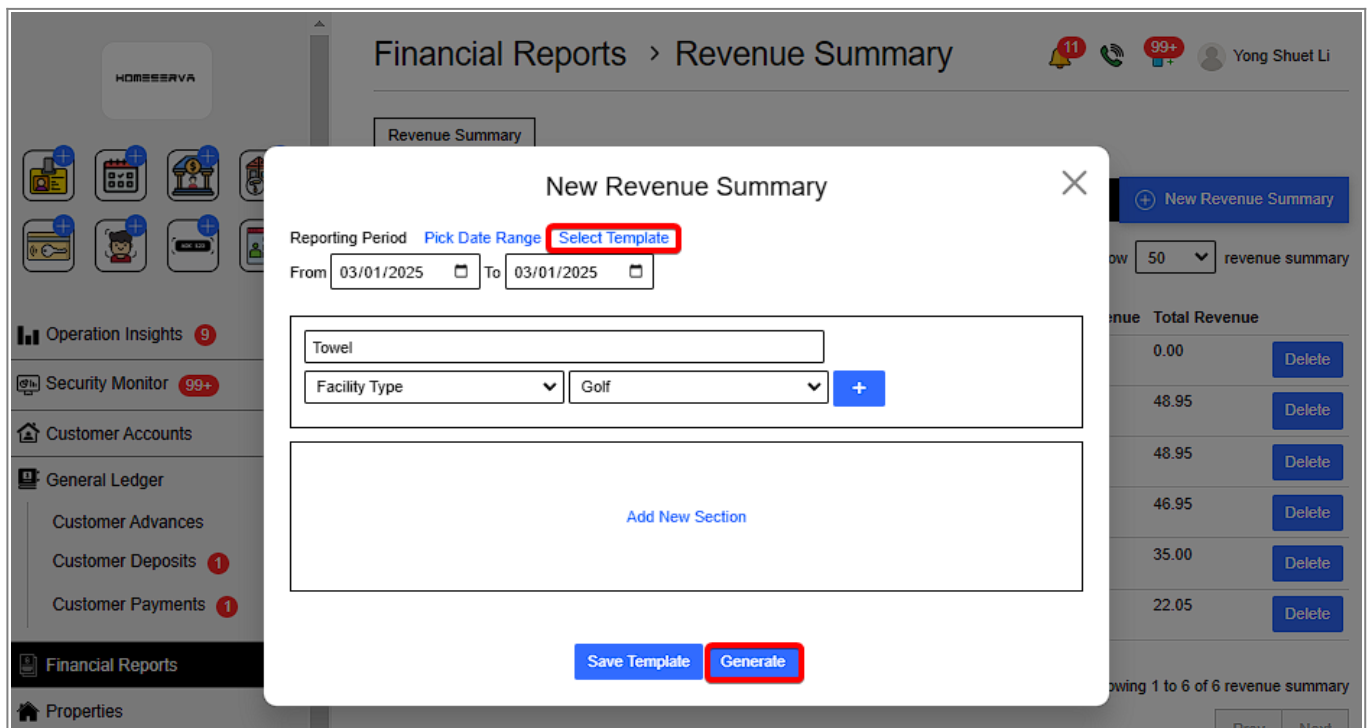 HOMESERVA
Financial Reports > Revenue Summary
11
99+
Yong Shuet Li
Revenue Summary
New Revenue Summary
New Revenue Summary
Reporting Period Pick Date Range Select Template
From 03/01/2025 To 03/01/2025
50 revenue summary
Total Revenue
Towel
Facility Type Golf +
Add New Section
Save Template Generate
0.00 Delete
48.95 Delete
48.95 Delete
46.95 Delete
35.00 Delete
22.05 Delete
1 to 6 of 6 revenue summary
Prev Next
Operation Insights 9
Security Monitor 99+
Customer Accounts
General Ledger
Customer Advances
Customer Deposits 1
Customer Payments 1
Financial Reports
Properties